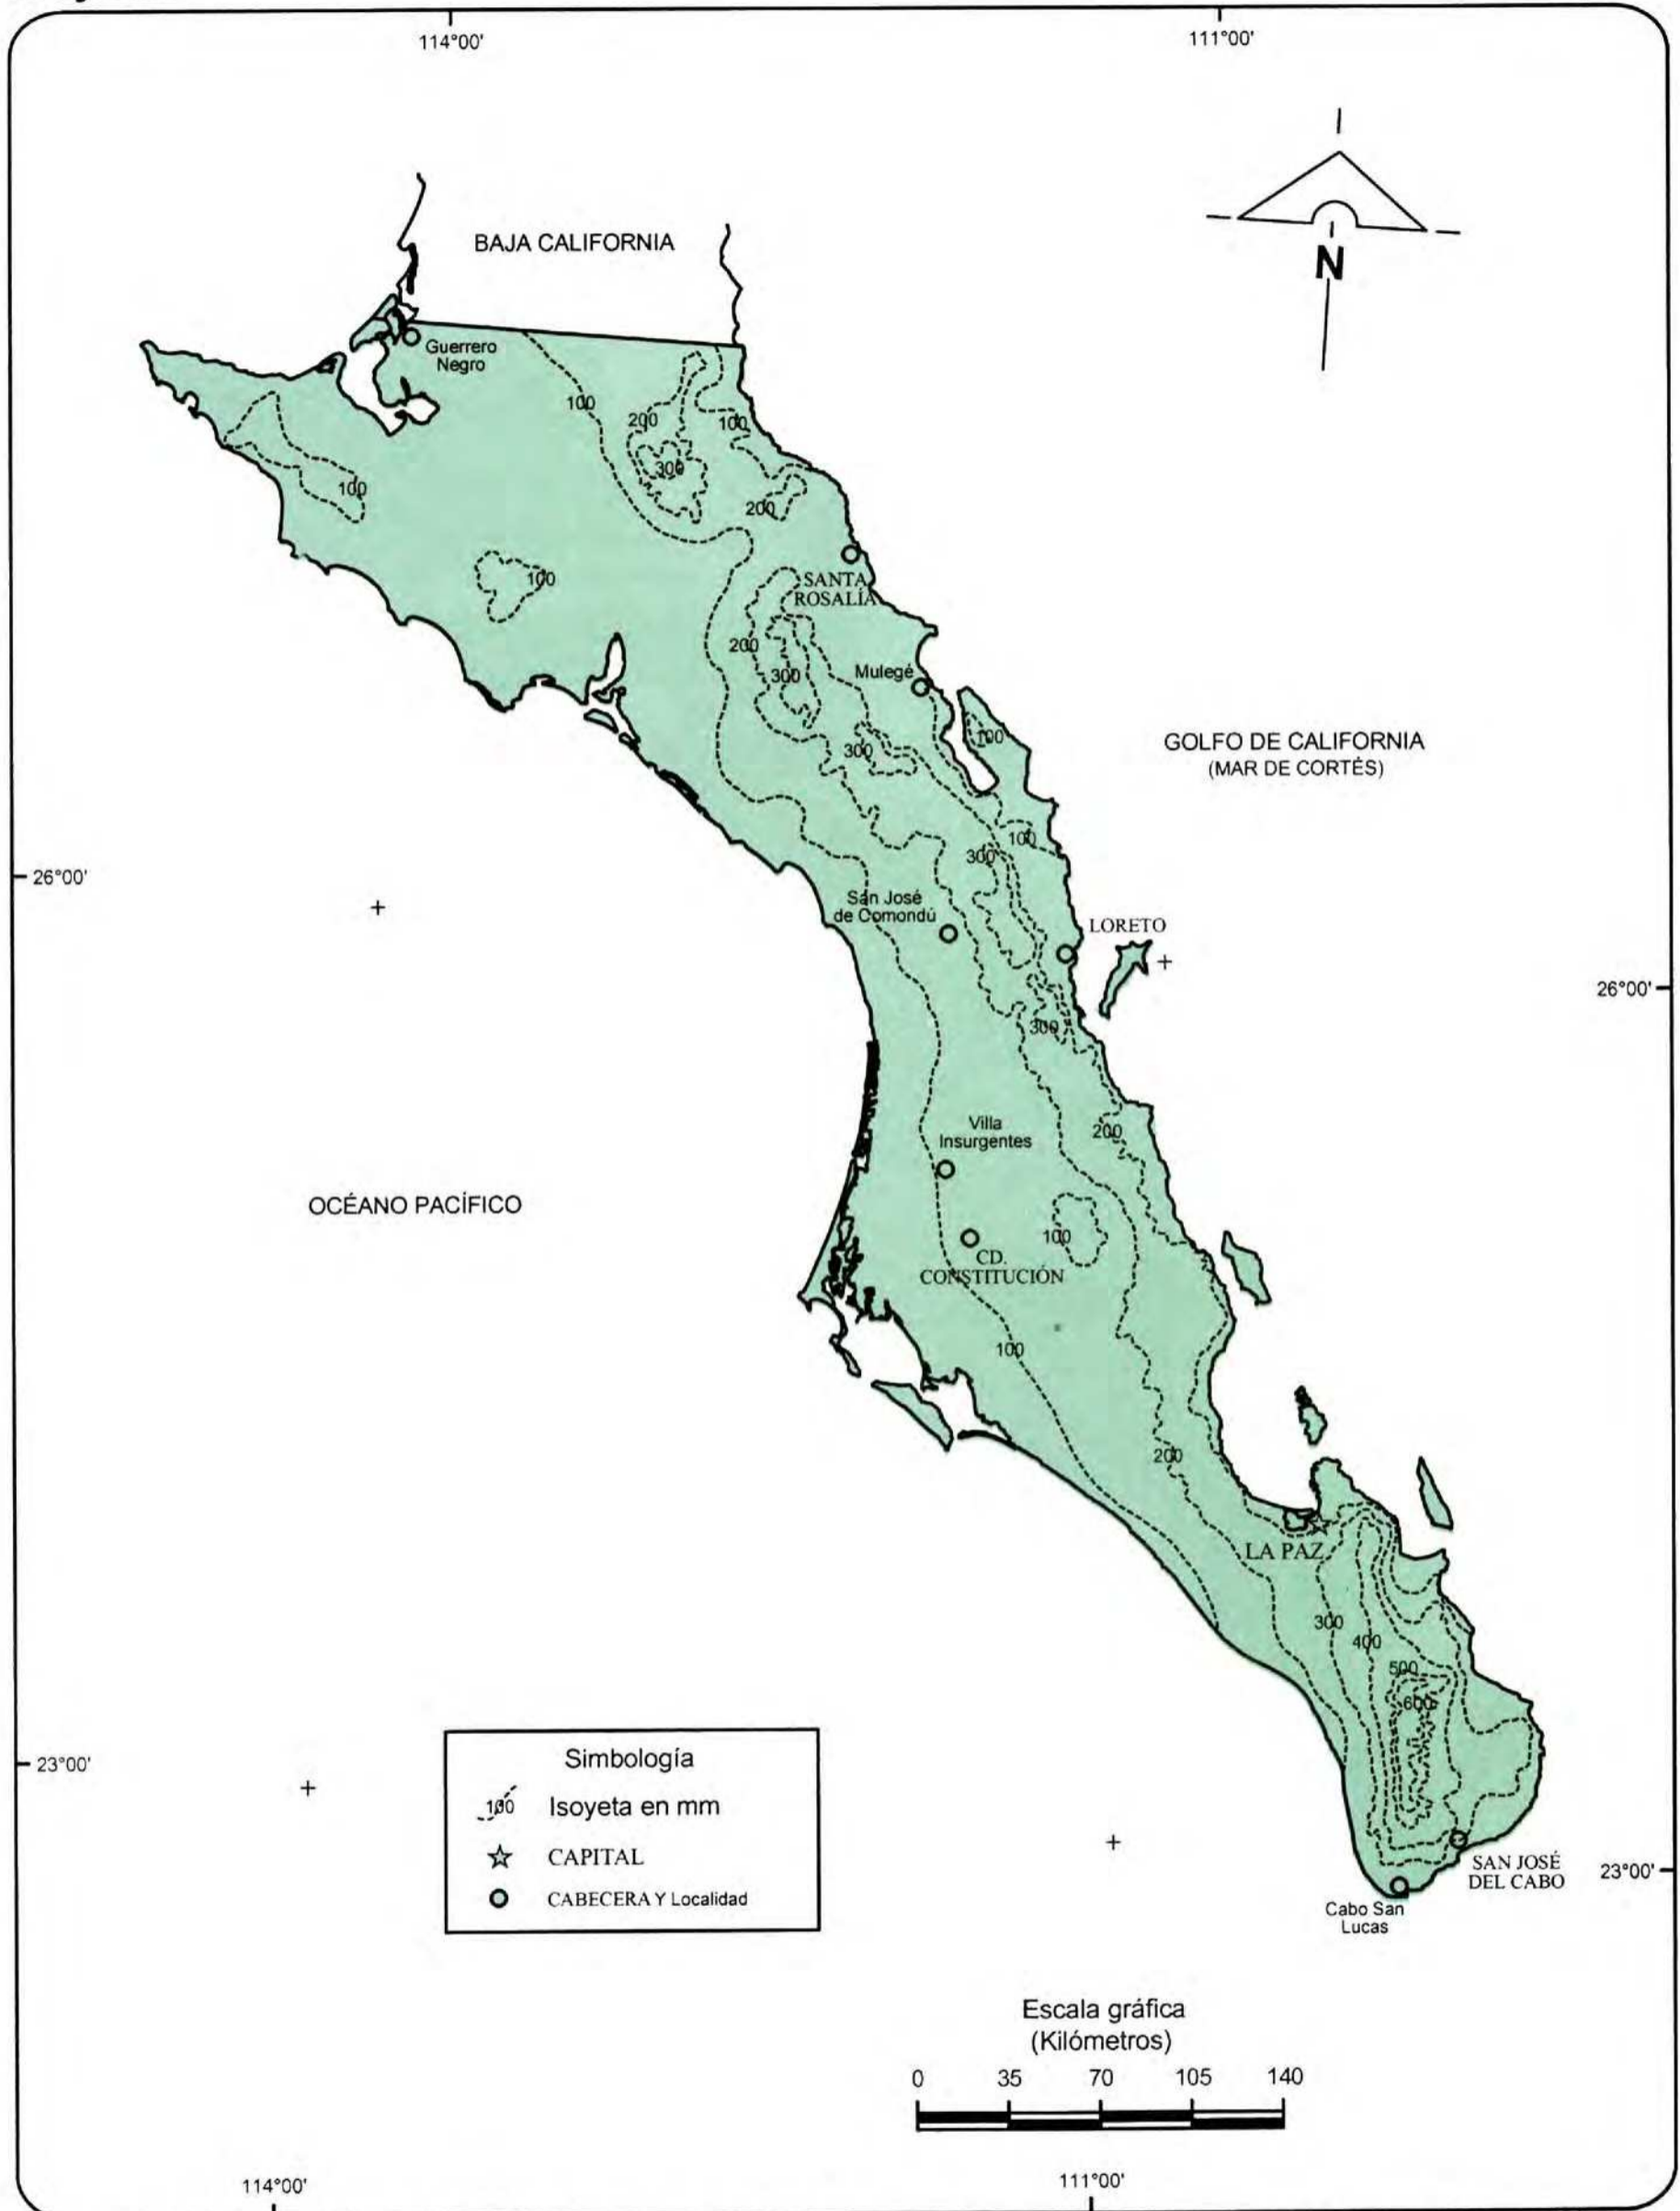 114°00'
111°00'
BAJA CALIFORNIA
N
Guerrero
Negro
100
200
100
300
100
200
100
SANTA
ROSALÍA
200
Mulegé
300
100
GOLFO DE CALIFORNIA
(MAR DE CORTÉS)
300
100
300
26°00'
San José
de Comondú
LORETO
26°00'
300
Villa
Insurgentes
200
OCÉANO PACÍFICO
100
CD.
CONSTITUCIÓN
100
200
LA PAZ
300
400
500
600
23°00'
Simbología
100 Isoyeta en mm
CAPITAL
CABECERA Y Localidad
SAN JOSÉ
DEL CABO
23°00'
Cabo San
Lucas
Escala gráfica
(Kilómetros)
0 35 70 105 140
114°00'
111°00'